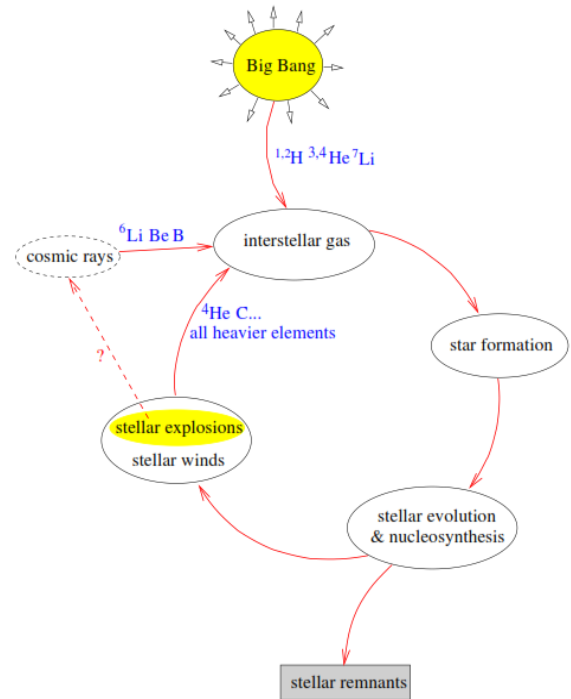 Big Bang
1,2H 3,4He 7Li
6Li Be B
interstellar gas
cosmic rays
4He C...
all heavier elements
star formation
?
stellar explosions
stellar winds
stellar evolution
& nucleosynthesis
stellar remnants